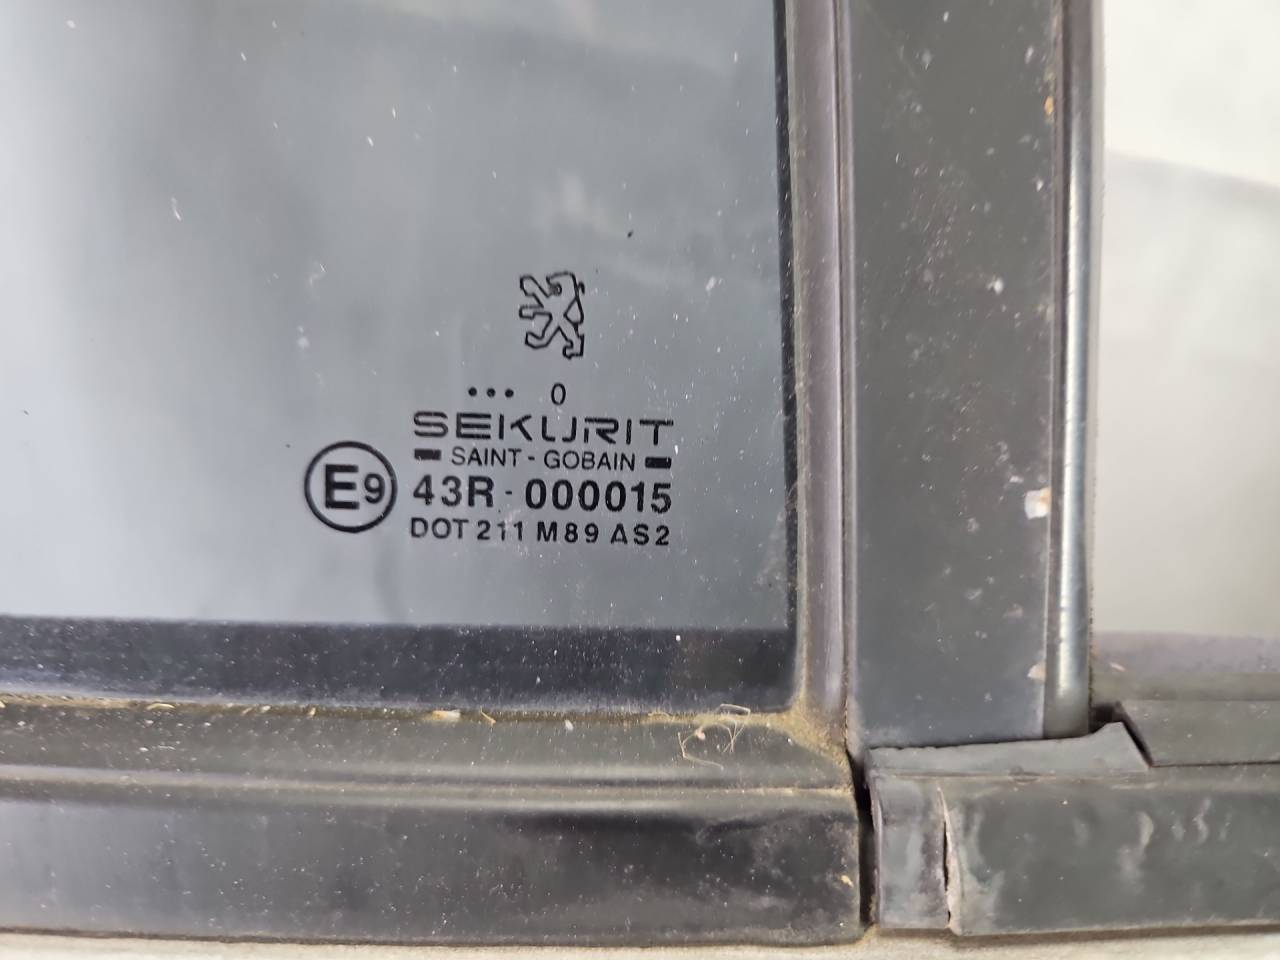 ... 0
SEKURIT
SAINT-GOBAIN
E9 43R-000015
DOT 211 M89 AS2